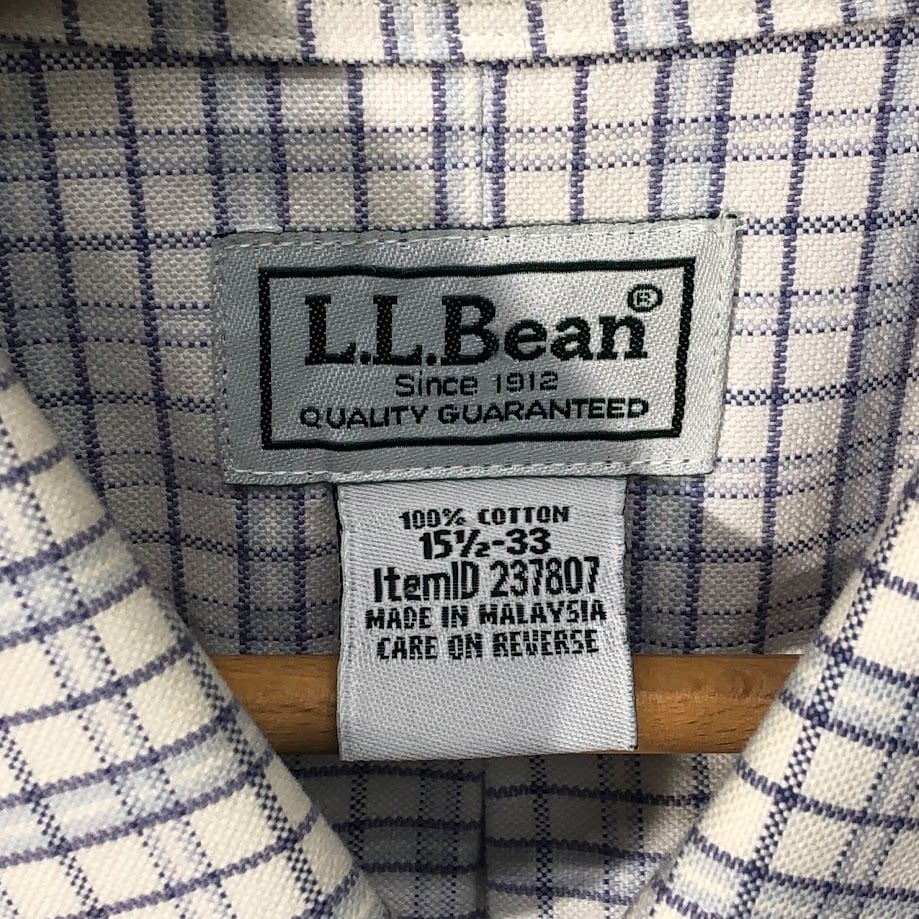 L.L.Bean®
Since 1912
QUALITY GUARANTEED
100% COTTON
15½-33
ItemID 237807
MADE IN MALAYSIA
CARE ON REVERSE